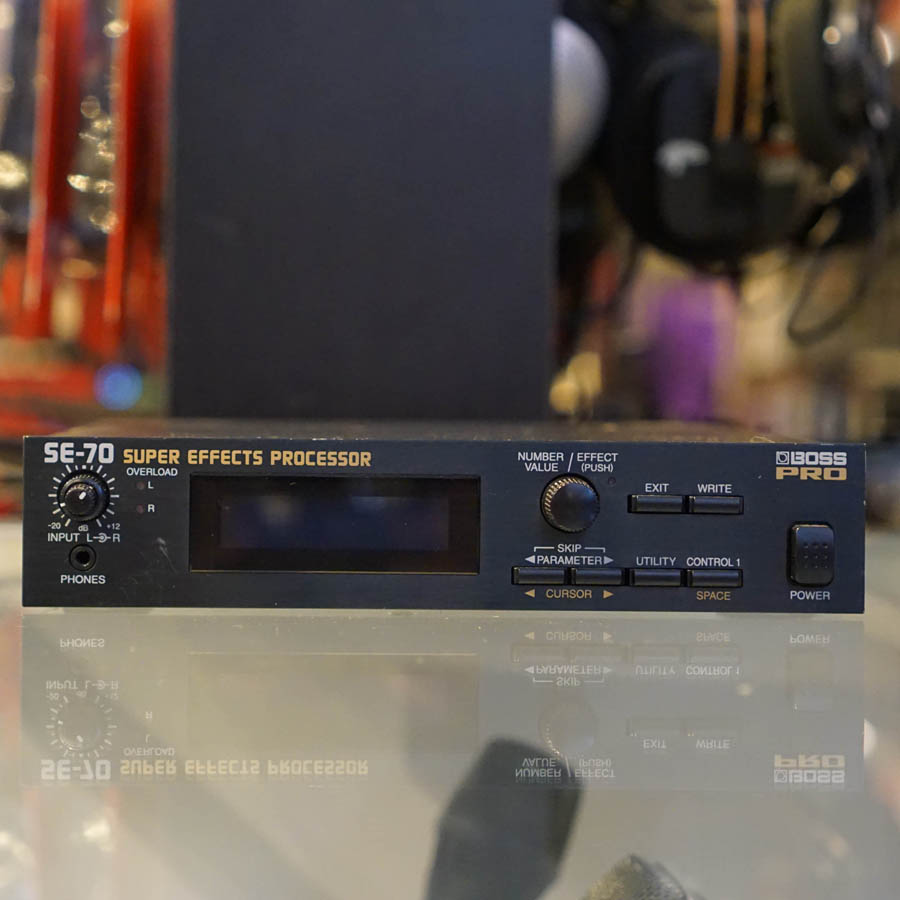 SE-70 SUPER EFFECTS PROCESSOR
OVERLOAD
L
R
-20 dB +12
INPUT L R
PHONES
NUMBER / EFFECT
VALUE (PUSH)
EXIT WRITE
SKIP
◀PARAMETER▶
◀ CURSOR ▶
UTILITY CONTROL 1
SPACE
BOSS
PRO
POWER